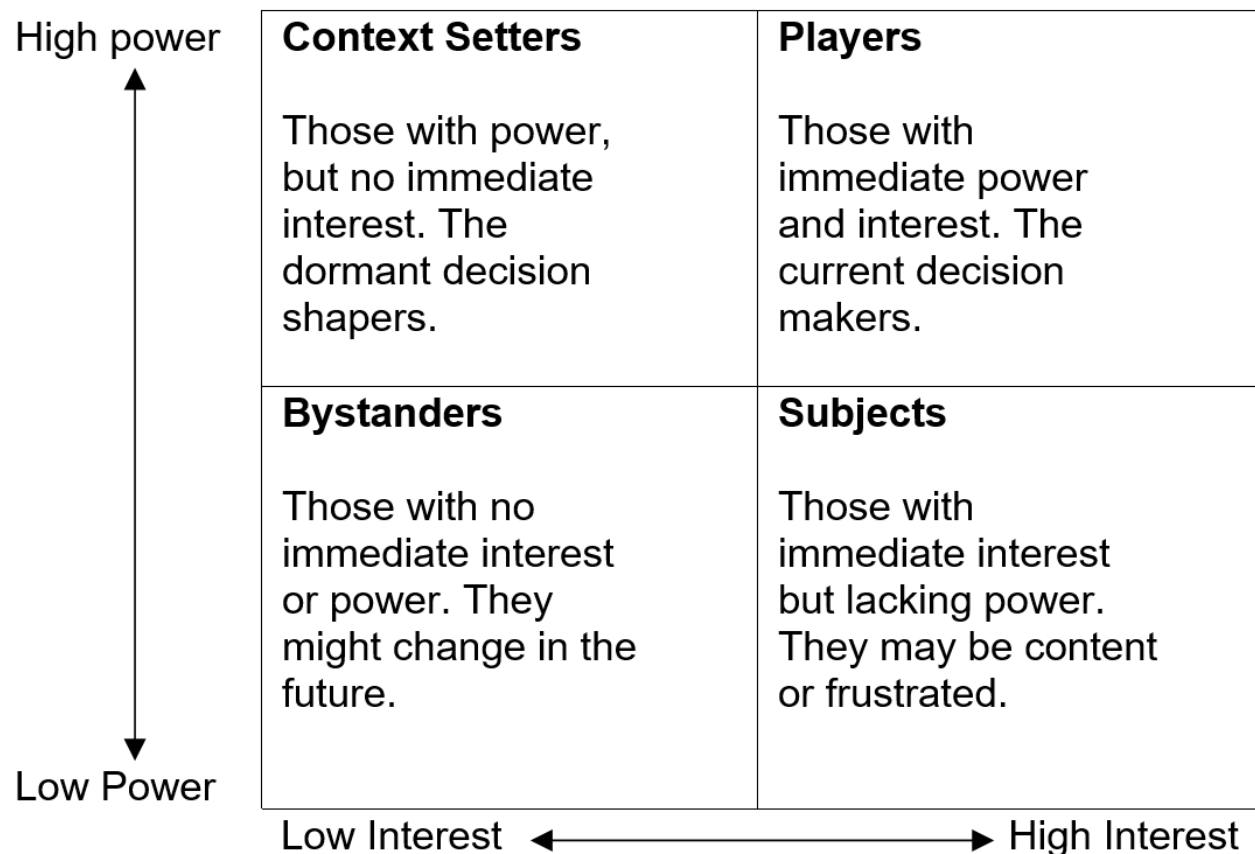 High power
Context Setters
Those with power,
but no immediate
interest. The
dormant decision
shapers.
Players
Those with
immediate power
and interest. The
current decision
makers.
Bystanders
Those with no
immediate interest
or power. They
might change in the
future.
Subjects
Those with
immediate interest
but lacking power.
They may be content
or frustrated.
Low Power
Low Interest
High Interest